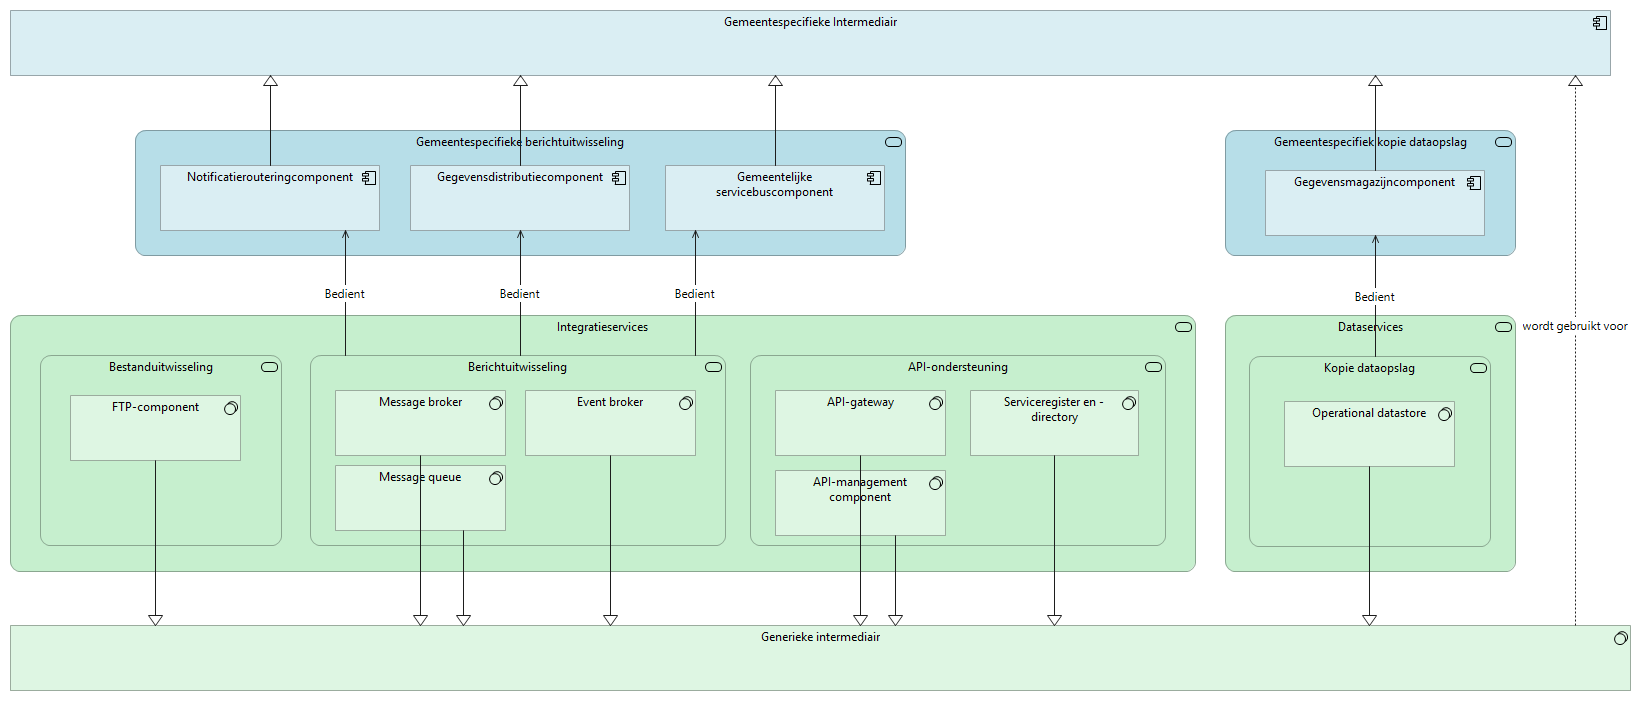 Gemeentespecifieke Intermediair
Gemeentespecifieke berichtuitwisseling
Gemeentespecifiek kopie dataopslag
Notificatierouteringcomponent
Gegevensdistributiecomponent
Gemeentelijke
servicebuscomponent
Gegevensmagazijncomponent
Bedient
Bedient
Bedient
Bedient
Integratieservices
Dataservices
wordt gebruikt voor
Bestanduitwisseling
Berichtuitwisseling
API-ondersteuning
Kopie dataopslag
FTP-component
Message broker
Event broker
API-gateway
Serviceregister en -
directory
Operational datastore
Message queue
API-management
component
Generieke intermediair